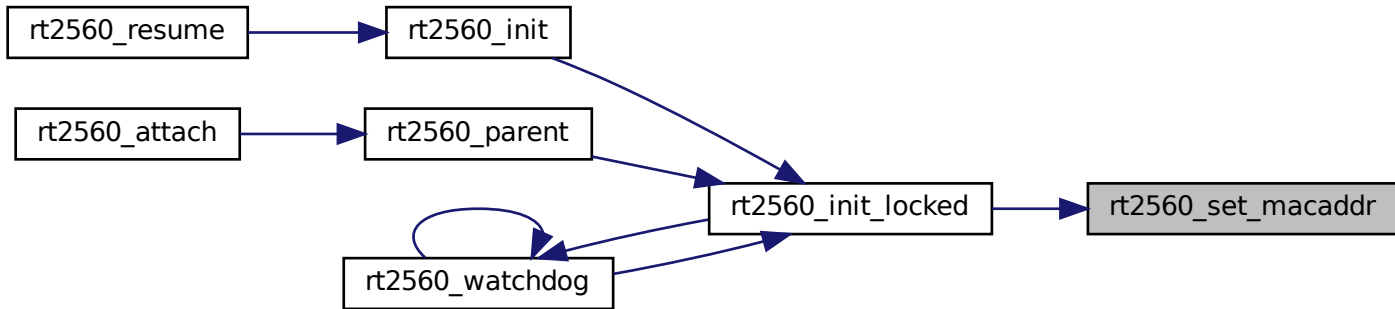 rt2560_resume
rt2560_init
rt2560_attach
rt2560_parent
rt2560_init_locked
rt2560_set_macaddr
rt2560_watchdog